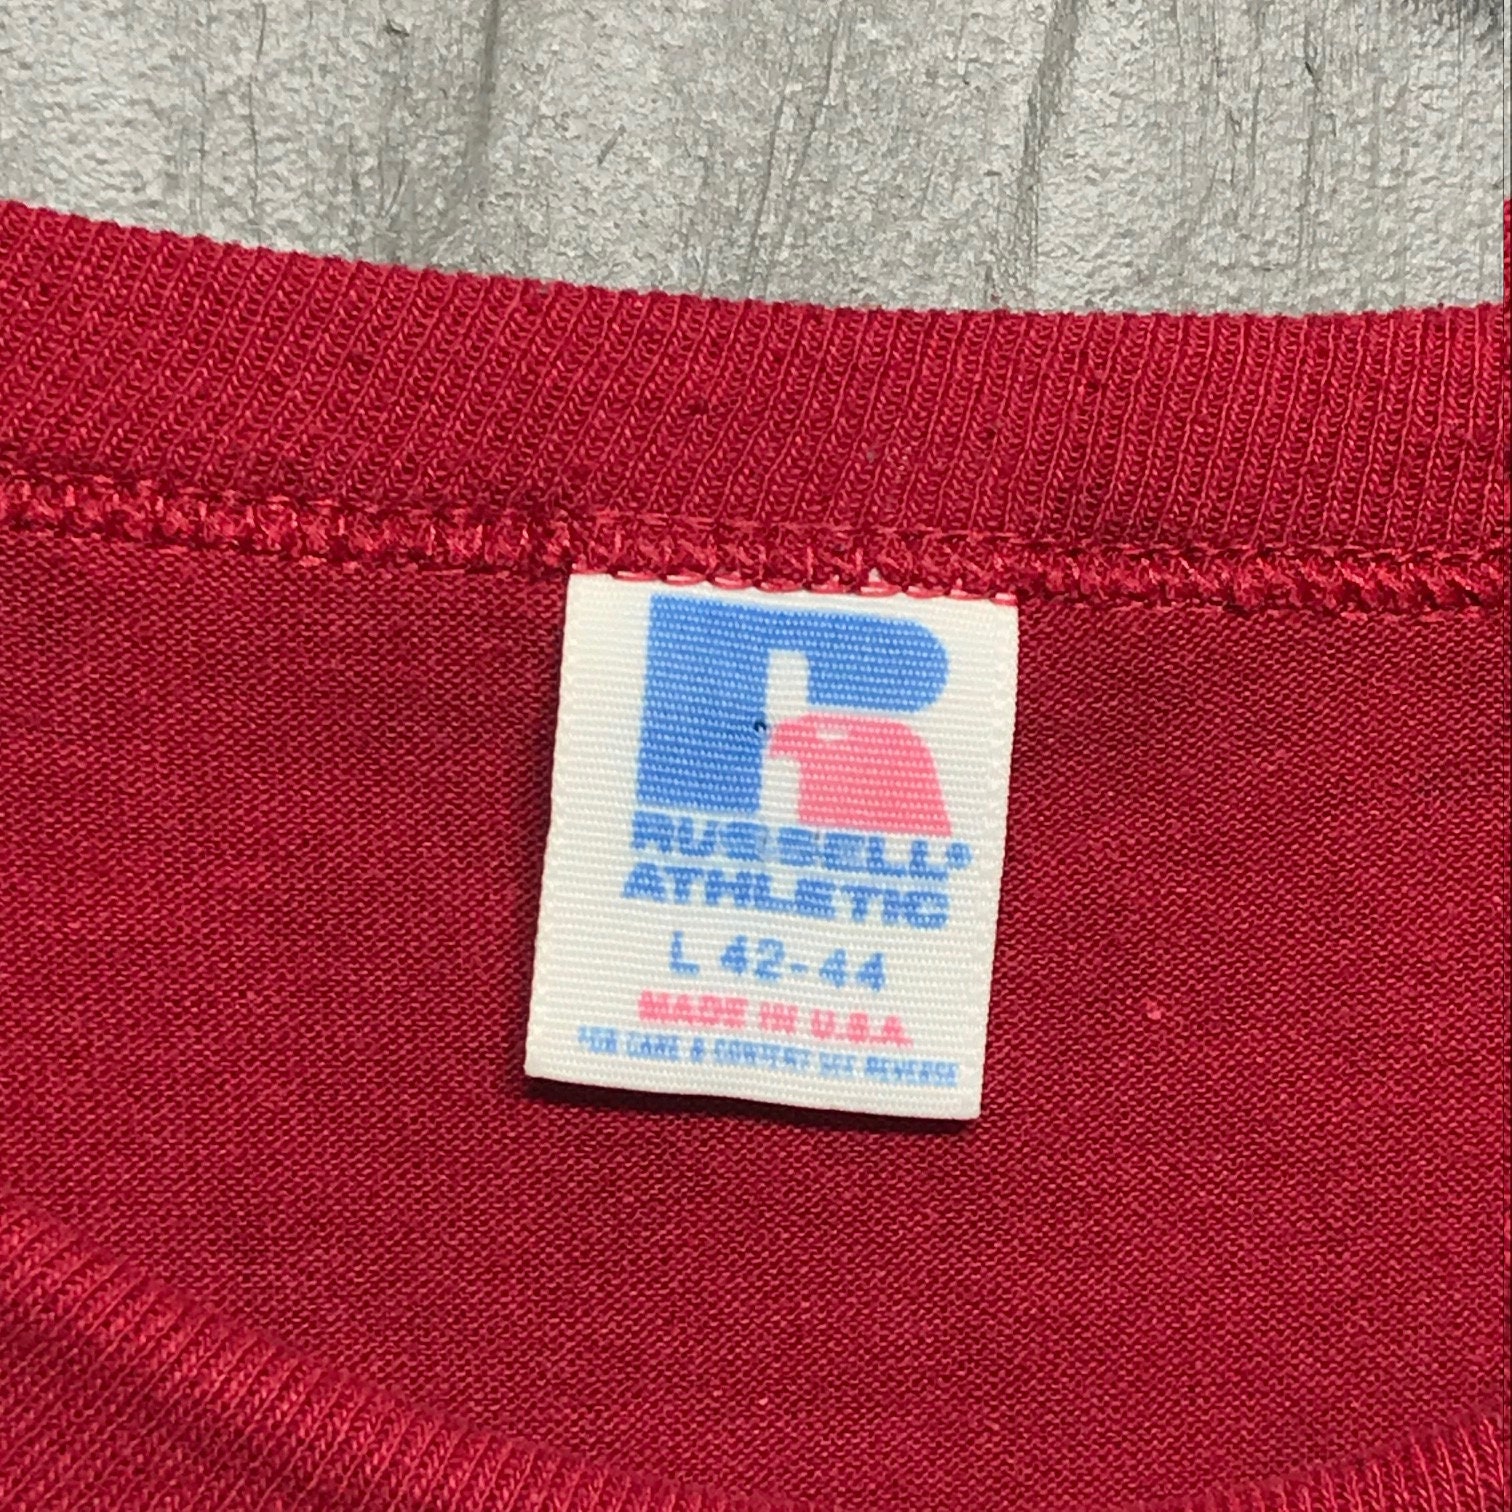 R
RUSSELL®
ATHLETIC
L 42-44
MADE IN U.S.A.
FOR CARE & CONTENT SEE REVERSE